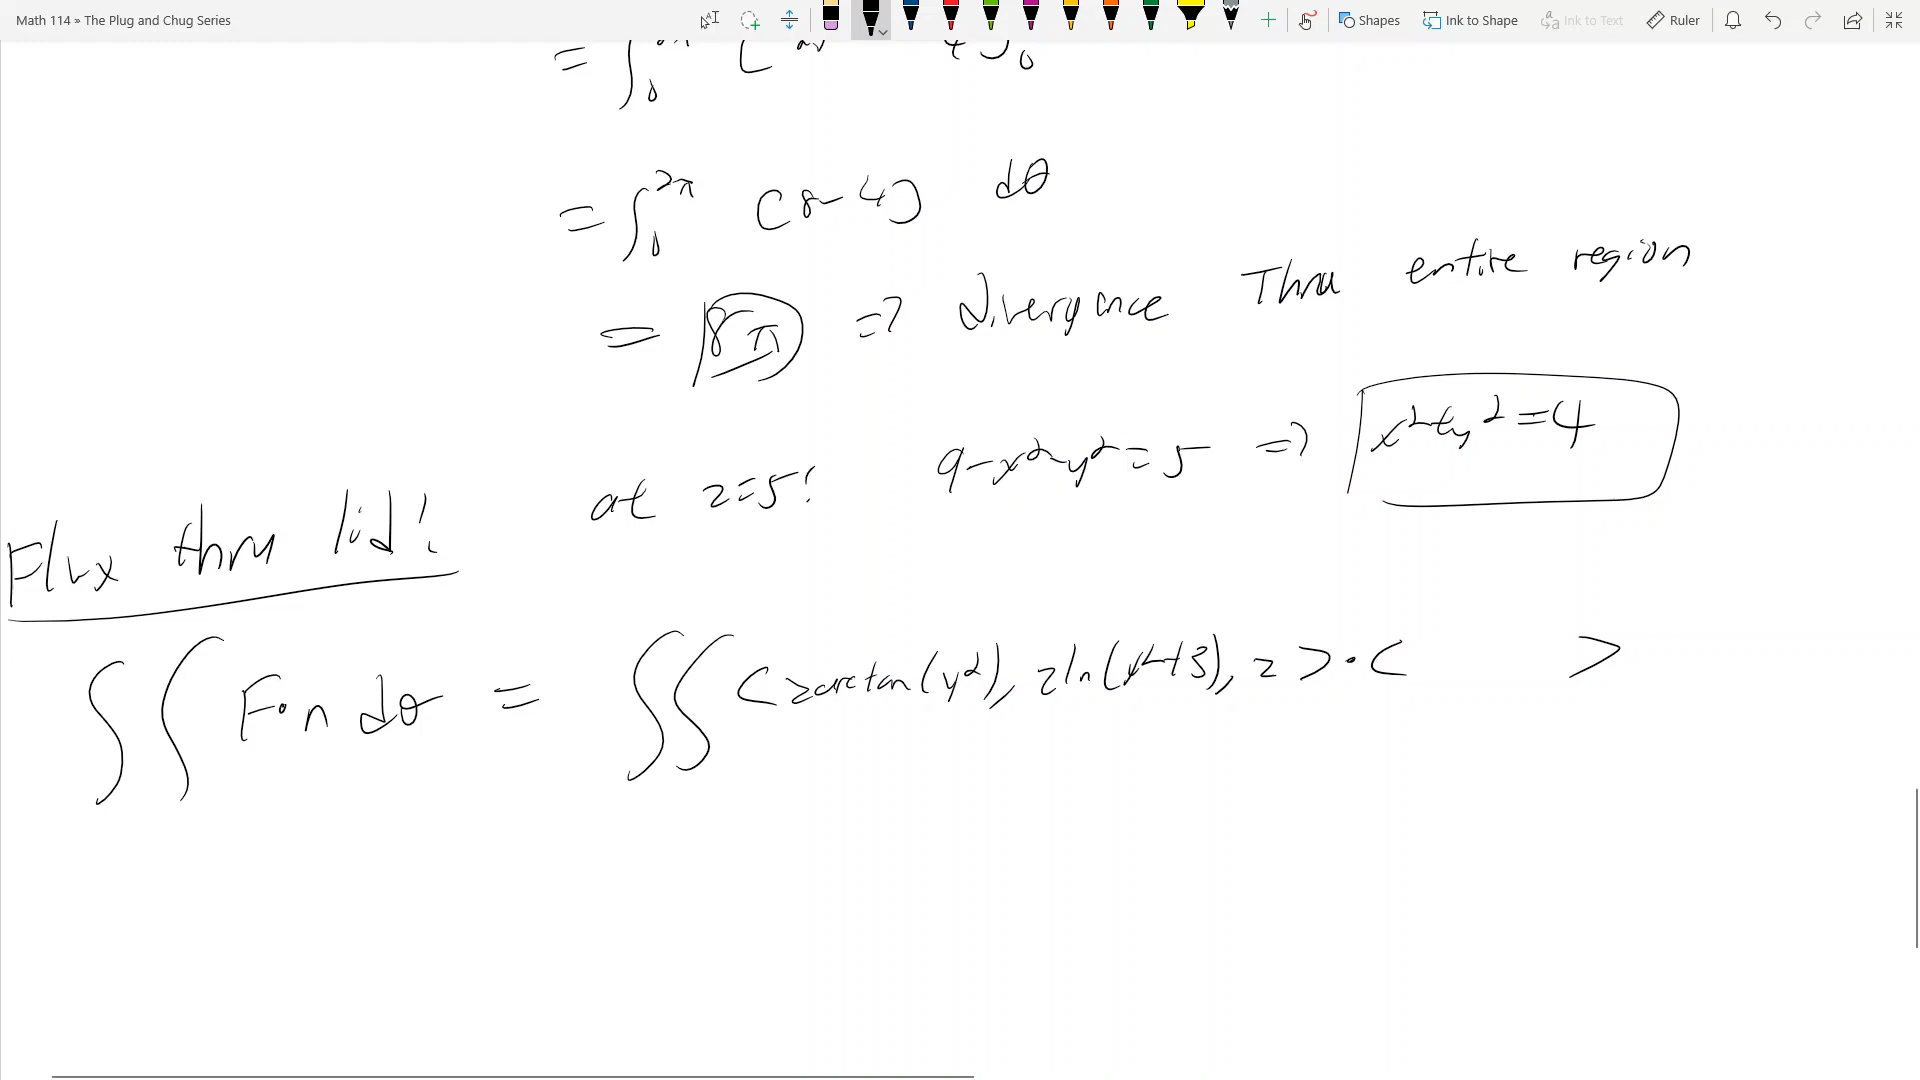 Math 114 » The Plug and Chug Series
Shapes
Ink to Shape
Ink to Text
Ruler
= ∫₀
= ∫₀^2π [8-4] dθ
= 8π => Divergence Thru entire region
at z=5: 9-x²-y²=5 => x²+y²=4
Flux thru lid:
∫∫ F•n dσ = ∫∫ < z arctan(y²), z ln(x²+3), z > • < >